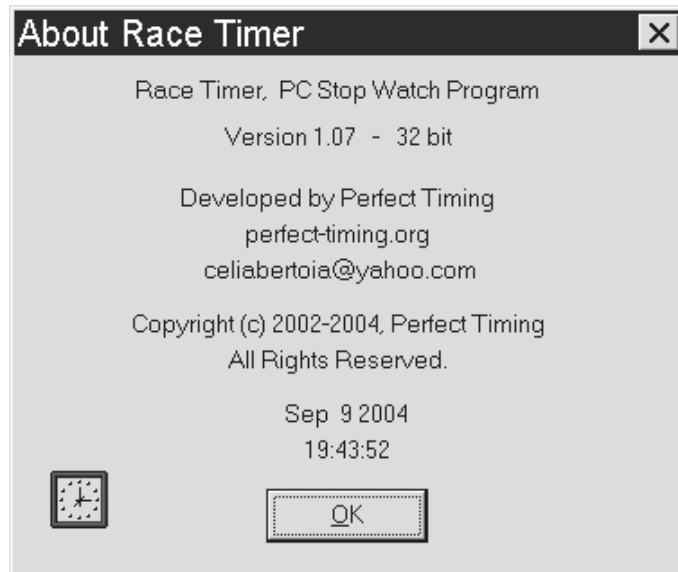 About Race Timer
Race Timer, PC Stop Watch Program
Version 1.07 - 32 bit
Developed by Perfect Timing
perfect-timing.org
celiabertoia@yahoo.com
Copyright (c) 2002-2004, Perfect Timing
All Rights Reserved.
Sep 9 2004
19:43:52
OK